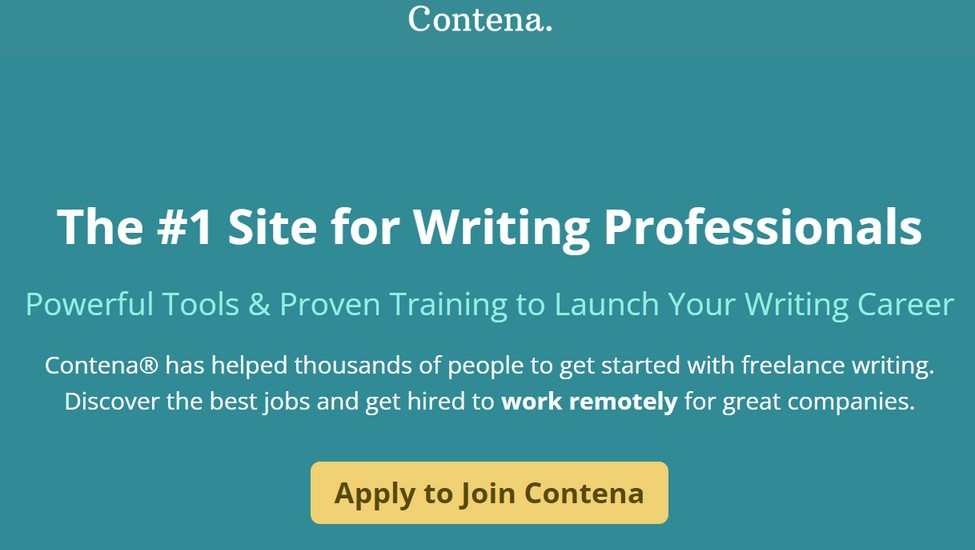 Contena.
The #1 Site for Writing Professionals
Powerful Tools & Proven Training to Launch Your Writing Career
Contena® has helped thousands of people to get started with freelance writing.
Discover the best jobs and get hired to work remotely for great companies.
Apply to Join Contena